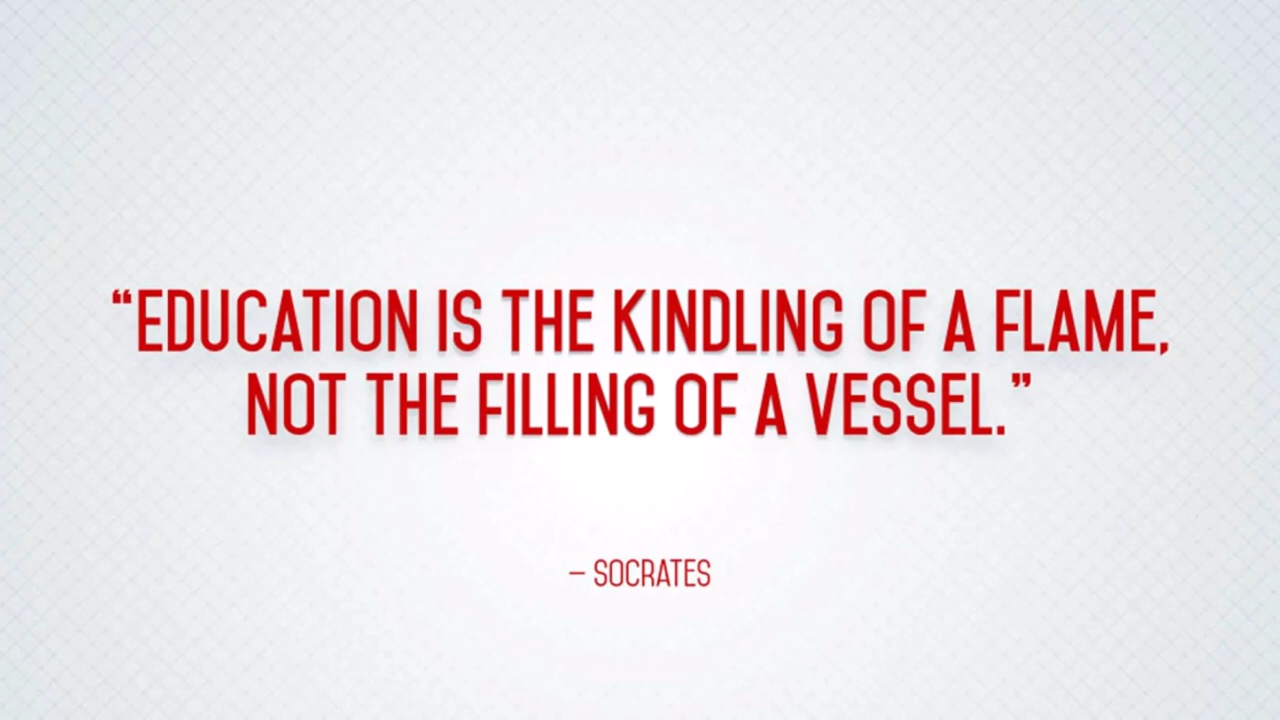 “EDUCATION IS THE KINDLING OF A FLAME,
NOT THE FILLING OF A VESSEL.”
– SOCRATES